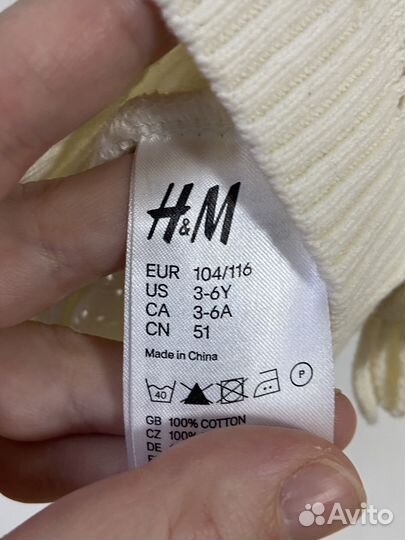 H&M
EUR 104/116
US 3-6Y
CA 3-6A
CN 51
Made in China
40 P
GB 100% COTTON
CZ 100%
DE
Avito